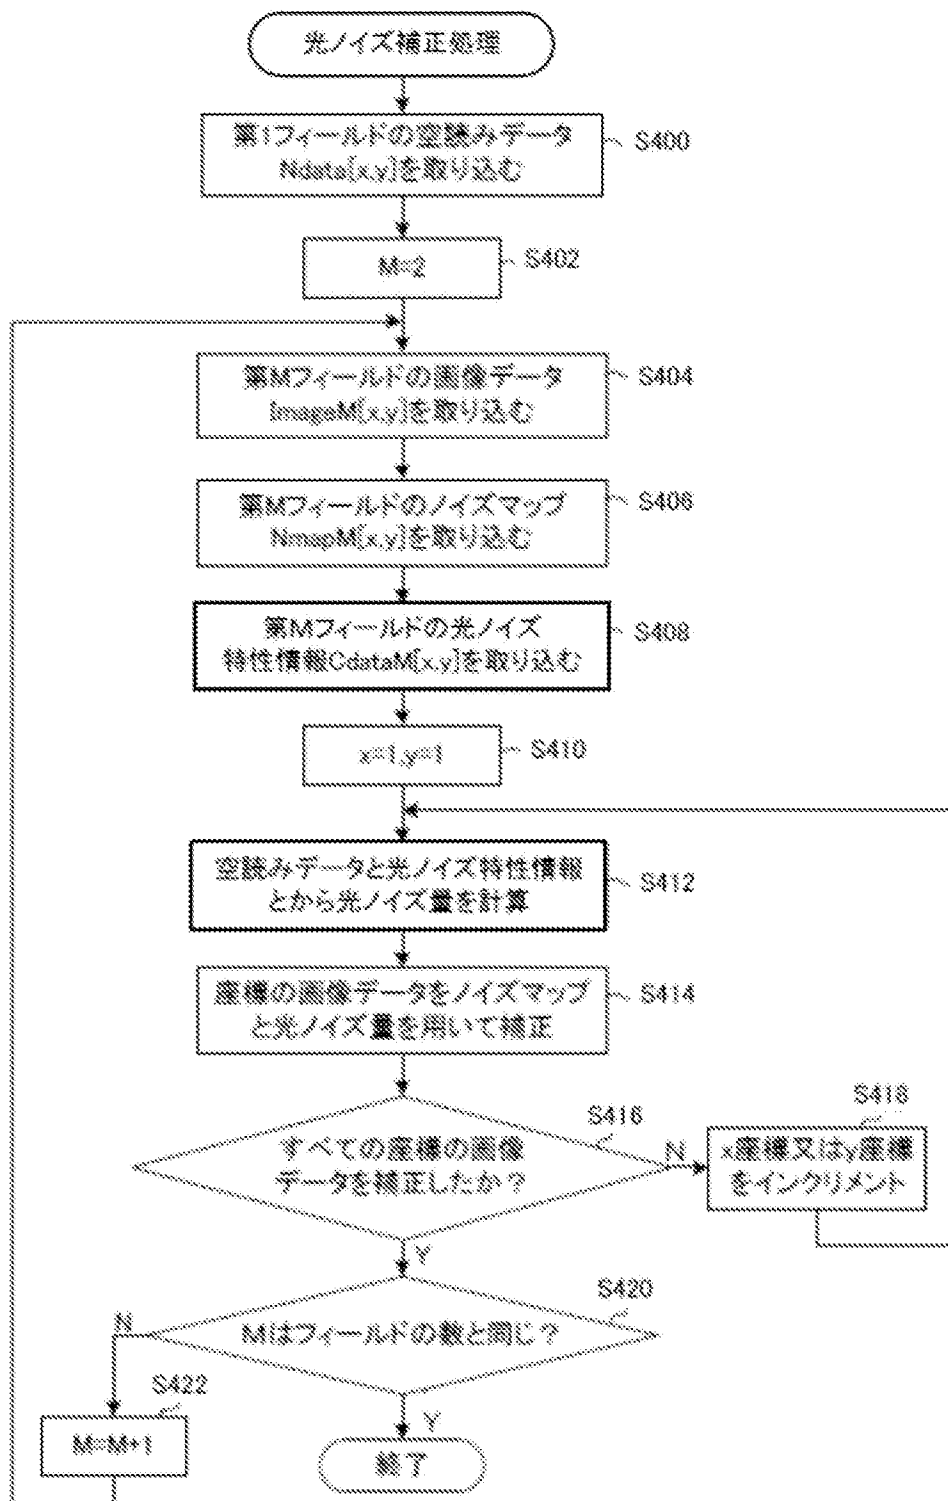 光ノイズ補正処理
第1フィールドの空読みデータ
Ndata[x,y]を取り込む
S400
M=2
S402
第Mフィールドの画像データ
ImageM[x,y]を取り込む
S404
第Mフィールドのノイズマップ
NmapM[x,y]を取り込む
S406
第Mフィールドの光ノイズ
特性情報CdataM[x,y]を取り込む
S408
x=1,y=1
S410
空読みデータと光ノイズ特性情報
とから光ノイズ量を計算
S412
座標の画像データをノイズマップ
と光ノイズ量を用いて補正
S414
すべての座標の画像
データを補正したか？
S416
N
S418
x座標又はy座標
をインクリメント
Y
S420
Mはフィールドの数と同じ？
N
S422
M=M+1
Y
終了